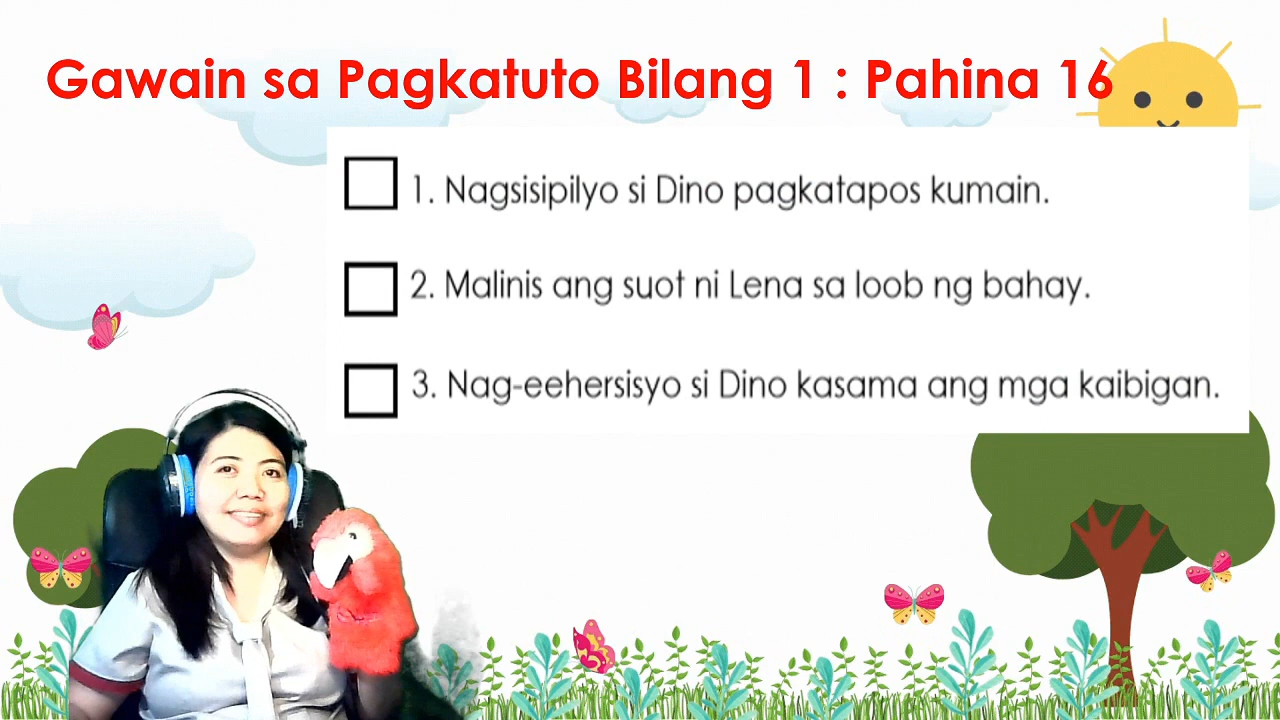 Gawain sa Pagkatuto Bilang 1 : Pahina 16
1. Nagsisipilyo si Dino pagkatapos kumain.
2. Malinis ang suot ni Lena sa loob ng bahay.
3. Nag-eehersisyo si Dino kasama ang mga kaibigan.